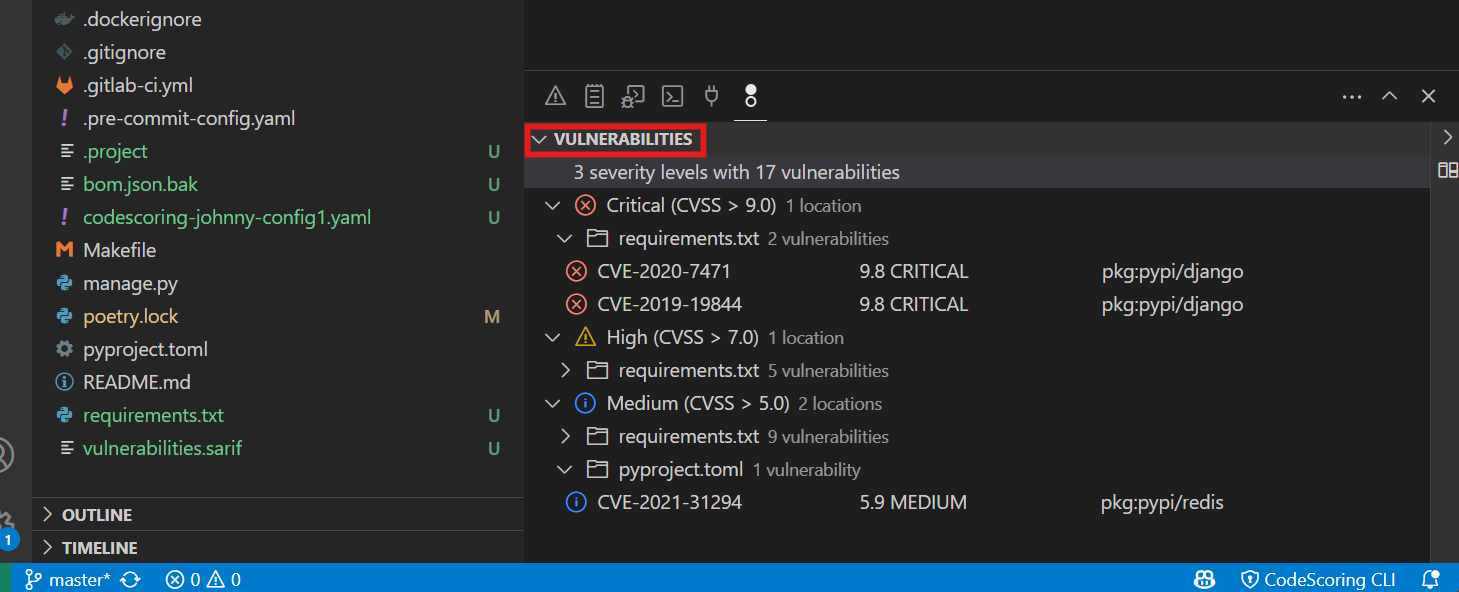 .dockerignore
.gitignore
.gitlab-ci.yml
.pre-commit-config.yaml
.project U
bom.json.bak U
codescoring-johnny-config1.yaml U
Makefile
manage.py
poetry.lock M
pyproject.toml
README.md
requirements.txt U
vulnerabilities.sarif U
OUTLINE
TIMELINE
VULNERABILITIES
3 severity levels with 17 vulnerabilities
Critical (CVSS > 9.0) 1 location
requirements.txt 2 vulnerabilities
CVE-2020-7471 9.8 CRITICAL pkg:pypi/django
CVE-2019-19844 9.8 CRITICAL pkg:pypi/django
High (CVSS > 7.0) 1 location
requirements.txt 5 vulnerabilities
Medium (CVSS > 5.0) 2 locations
requirements.txt 9 vulnerabilities
pyproject.toml 1 vulnerability
CVE-2021-31294 5.9 MEDIUM pkg:pypi/redis
1
master* 0 0 CodeScoring CLI